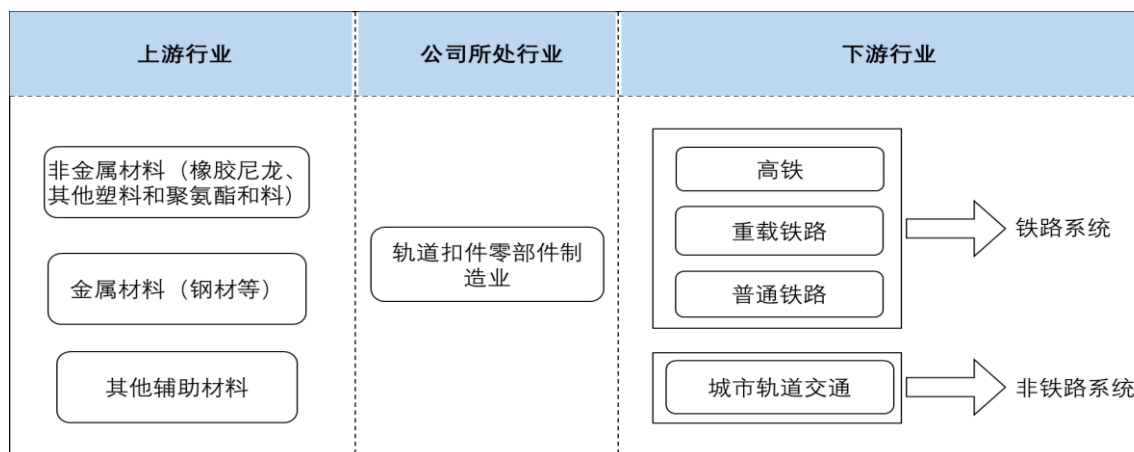 上游行业
公司所处行业
下游行业
非金属材料（橡胶尼龙、
其他塑料和聚氨酯和料）
金属材料（钢材等）
其他辅助材料
轨道扣件零部件制
造业
高铁
重载铁路
普通铁路
铁路系统
城市轨道交通
非铁路系统